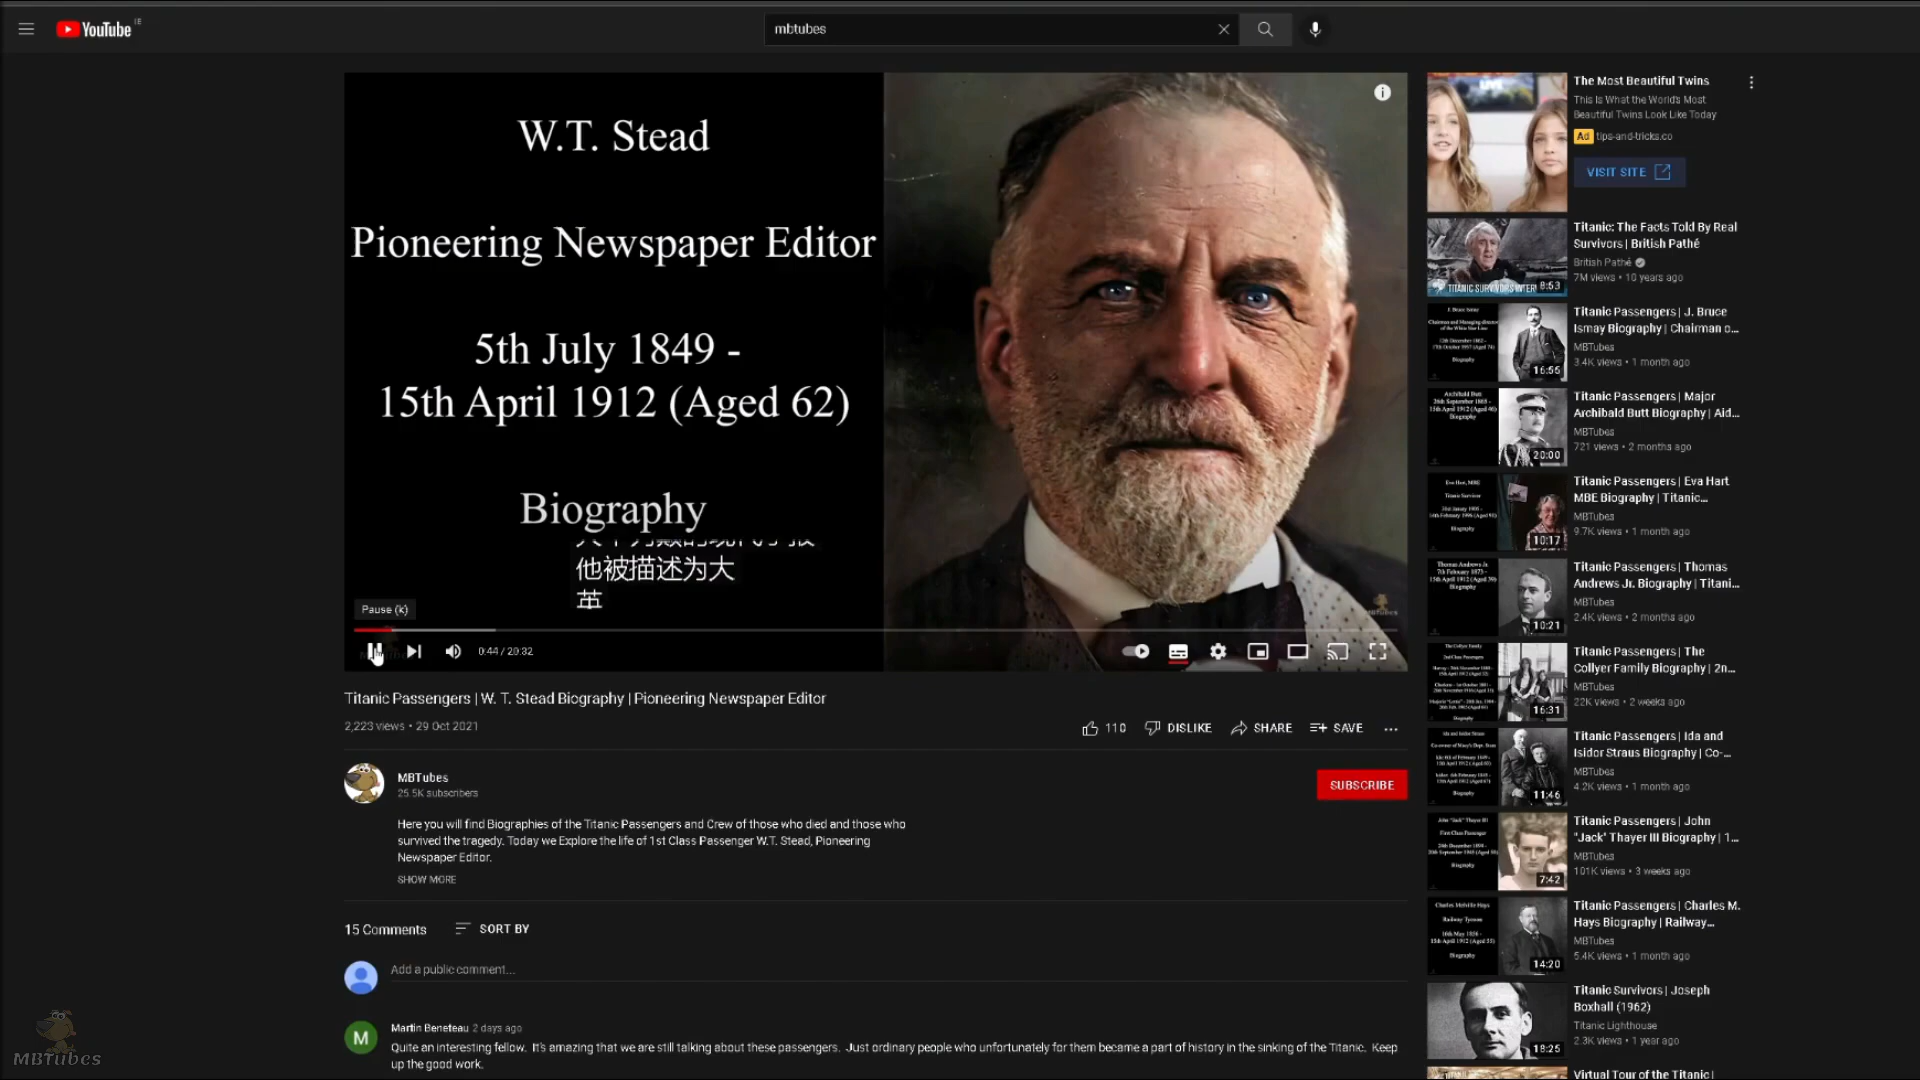 YouTube IE
mbtubes
W.T. Stead
Pioneering Newspaper Editor
5th July 1849 -
15th April 1912 (Aged 62)
Biography
他被描述为大
英
Pause (k)
0:44 / 20:32
MBTubes
Titanic Passengers | W. T. Stead Biography | Pioneering Newspaper Editor
2,223 views • 29 Oct 2021
110
DISLIKE
SHARE
SAVE
MBTubes
25.5K subscribers
SUBSCRIBE
Here you will find Biographies of the Titanic Passengers and Crew of those who died and those who
survived the tragedy. Today we Explore the life of 1st Class Passenger W.T. Stead, Pioneering
Newspaper Editor.
SHOW MORE
15 Comments
SORT BY
Add a public comment...
M
Martin Beneteau 2 days ago
Quite an interesting fellow. It's amazing that we are still talking about these passengers. Just ordinary people who unfortunately for them became a part of history in the sinking of the Titanic. Keep
up the good work.
MBTubes
The Most Beautiful Twins
This Is What the World's Most
Beautiful Twins Look Like Today
Ad tips-and-tricks.co
VISIT SITE
Titanic: The Facts Told By Real
Survivors | British Pathé
British Pathé
7M views • 10 years ago
8:53
Titanic Passengers | J. Bruce
Ismay Biography | Chairman o...
MBTubes
3.4K views • 1 month ago
16:56
Titanic Passengers | Major
Archibald Butt Biography | Aid...
MBTubes
721 views • 2 months ago
20:00
Titanic Passengers | Eva Hart
MBE Biography | Titanic...
MBTubes
9.7K views • 1 month ago
10:17
Titanic Passengers | Thomas
Andrews Jr. Biography | Titani...
MBTubes
2.4K views • 2 months ago
10:21
Titanic Passengers | The
Collyer Family Biography | 2n...
MBTubes
22K views • 2 weeks ago
16:31
Titanic Passengers | Ida and
Isidor Straus Biography | Co-...
MBTubes
4.2K views • 1 month ago
11:46
Titanic Passengers | John
"Jack" Thayer III Biography | 1...
MBTubes
101K views • 3 weeks ago
7:42
Titanic Passengers | Charles M.
Hays Biography | Railway...
MBTubes
5.4K views • 1 month ago
14:20
Titanic Survivors | Joseph
Boxhall (1962)
Titanic Lighthouse
2.3K views • 1 year ago
18:25
Virtual Tour of the Titanic |